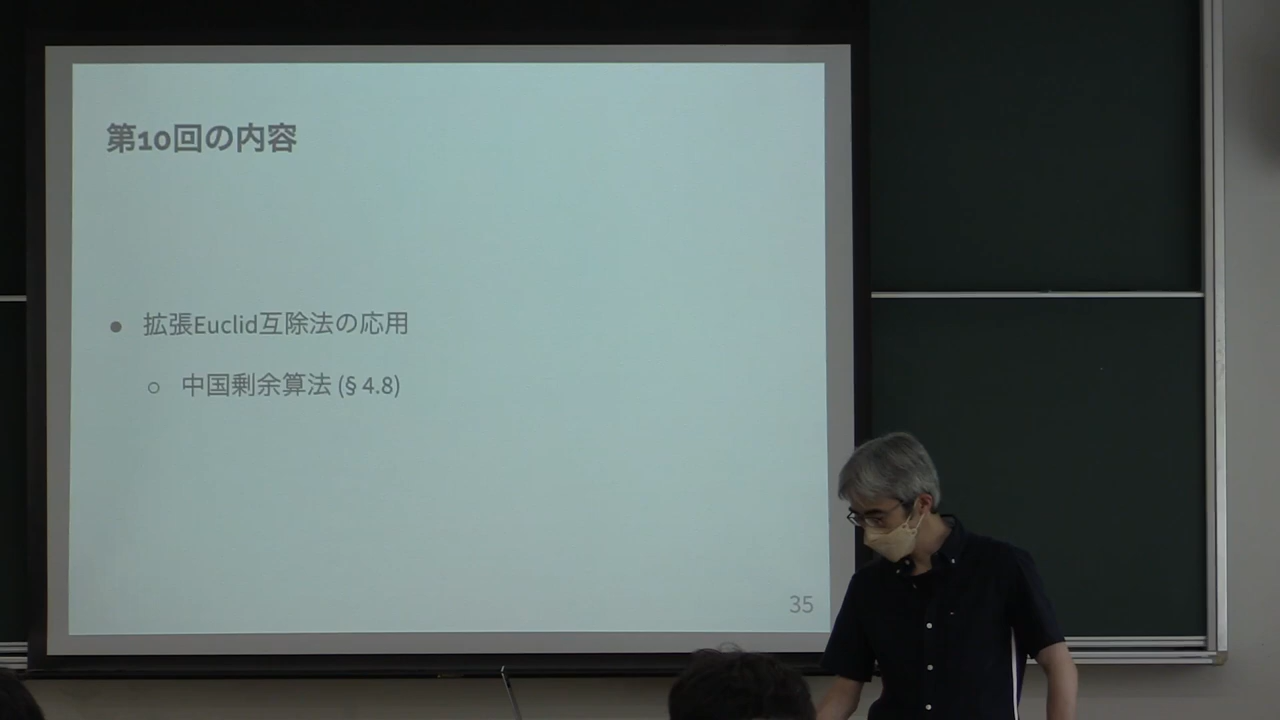 第10回の内容
● 拡張Euclid互除法の応用
○ 中国剰余算法 (§ 4.8)
35